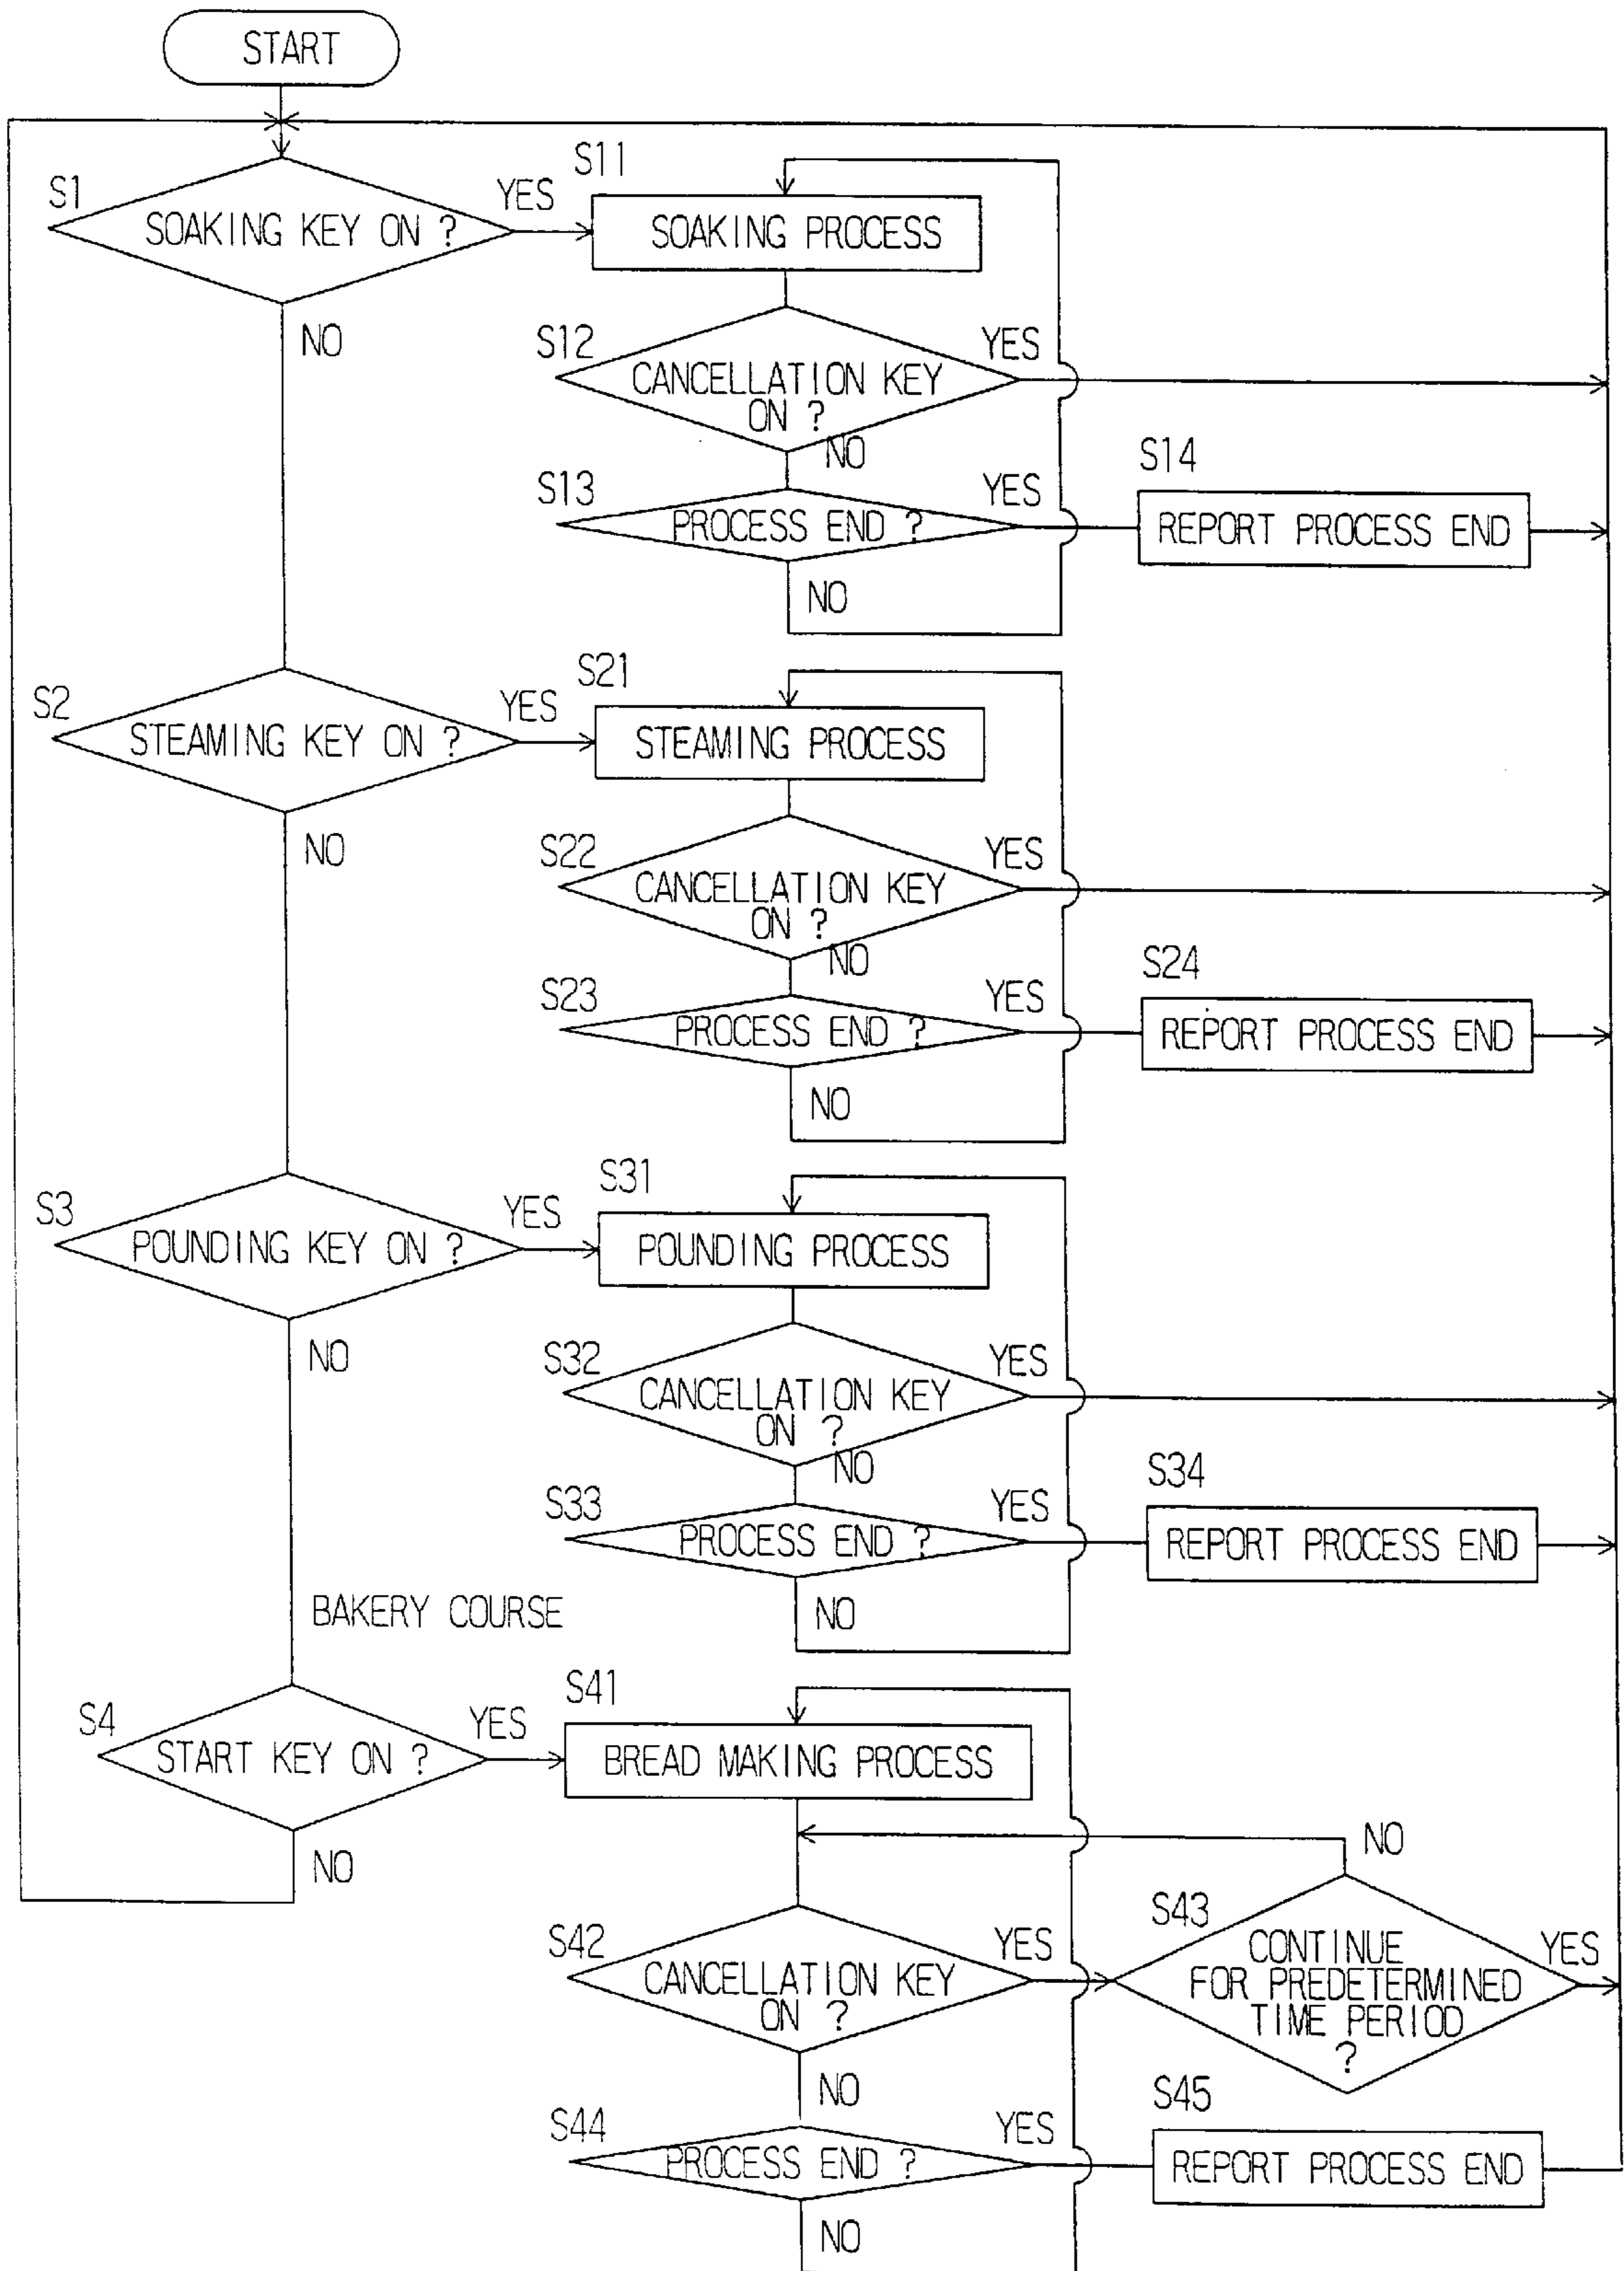 START
S1
SOAKING KEY ON ?
YES
NO
S11
SOAKING PROCESS
S12
CANCELLATION KEY
ON ?
YES
NO
S13
PROCESS END ?
YES
NO
S14
REPORT PROCESS END
S2
STEAMING KEY ON ?
YES
NO
S21
STEAMING PROCESS
S22
CANCELLATION KEY
ON ?
YES
NO
S23
PROCESS END ?
YES
NO
S24
REPORT PROCESS END
S3
POUNDING KEY ON ?
YES
NO
S31
POUNDING PROCESS
S32
CANCELLATION KEY
ON ?
YES
NO
S33
PROCESS END ?
YES
NO
S34
REPORT PROCESS END
BAKERY COURSE
S4
START KEY ON ?
YES
NO
S41
BREAD MAKING PROCESS
S42
CANCELLATION KEY
ON ?
YES
NO
S43
CONTINUE
FOR PREDETERMINED
TIME PERIOD
?
NO
YES
S44
PROCESS END ?
YES
NO
S45
REPORT PROCESS END